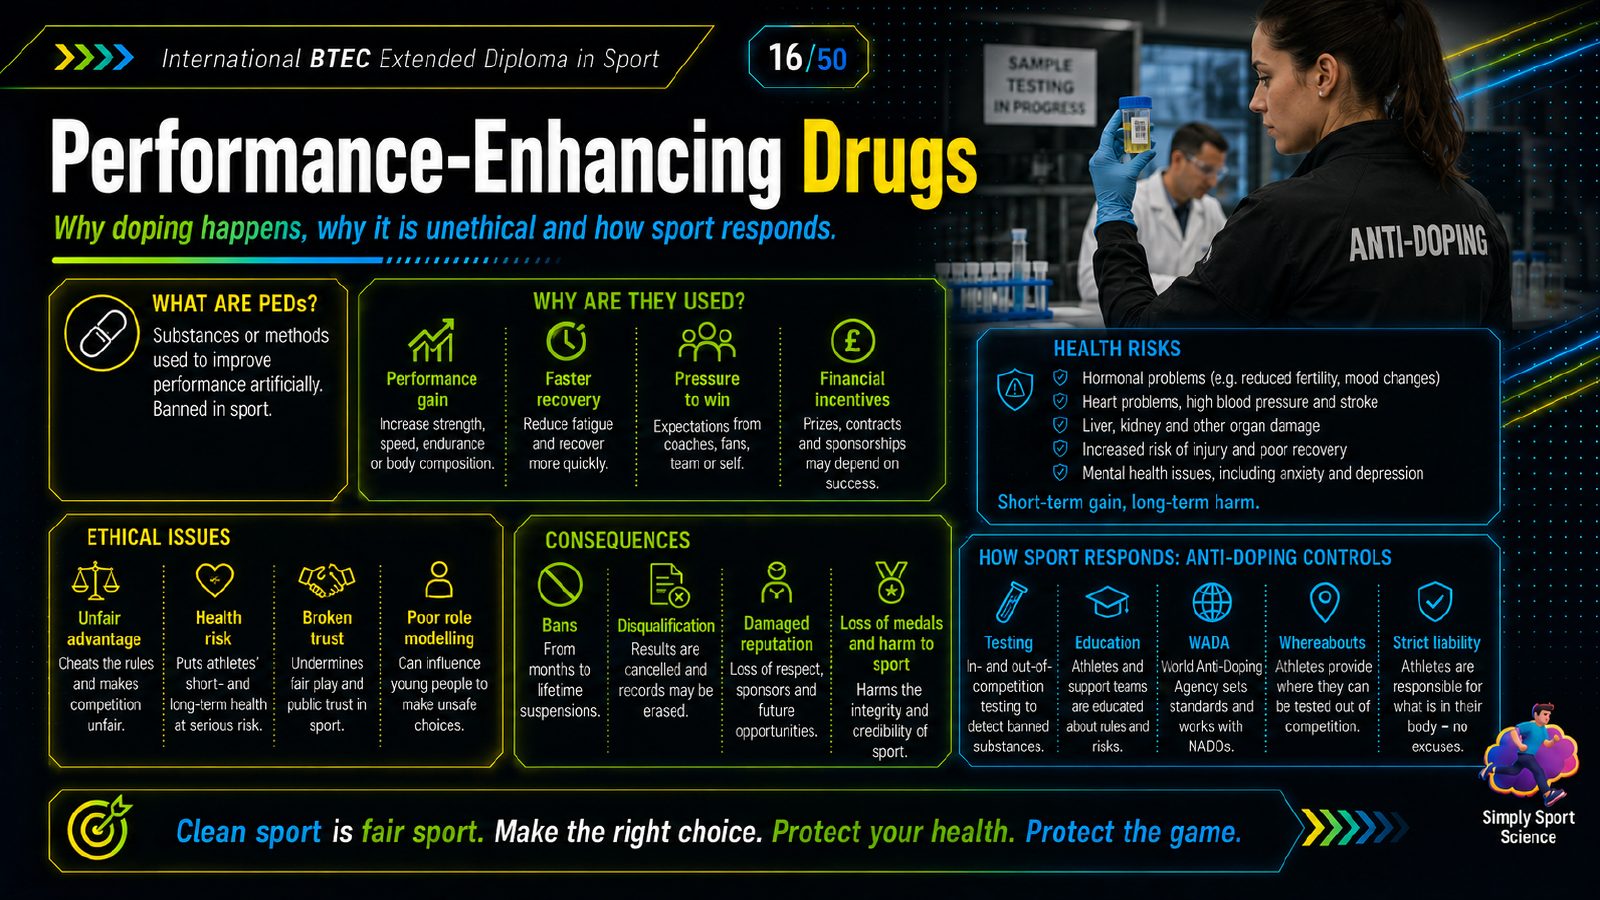 International BTEC Extended Diploma in Sport
16/50
SAMPLE
TESTING
IN PROGRESS
ANTI-DOPING
Performance-Enhancing Drugs
Why doping happens, why it is unethical and how sport responds.
WHAT ARE PEDs?
Substances or methods
used to improve
performance artificially.
Banned in sport.
WHY ARE THEY USED?
Performance
gain
Increase strength,
speed, endurance
or body composition.
Faster
recovery
Reduce fatigue
and recover
more quickly.
Pressure
to win
Expectations from
coaches, fans,
team or self.
£
Financial
incentives
Prizes, contracts
and sponsorships
may depend on
success.
HEALTH RISKS
Hormonal problems (e.g. reduced fertility, mood changes)
Heart problems, high blood pressure and stroke
Liver, kidney and other organ damage
Increased risk of injury and poor recovery
Mental health issues, including anxiety and depression
Short-term gain, long-term harm.
ETHICAL ISSUES
Unfair
advantage
Cheats the rules
and makes
competition
unfair.
Health
risk
Puts athletes'
short- and
long-term health
at serious risk.
Broken
trust
Undermines
fair play and
public trust in
sport.
Poor role
modelling
Can influence
young people to
make unsafe
choices.
CONSEQUENCES
Bans
From
months to
lifetime
suspensions.
Disqualification
Results are
cancelled and
records may be
erased.
Damaged
reputation
Loss of respect,
sponsors and
future
opportunities.
Loss of medals
and harm to
sport
Harms the
integrity and
credibility of
sport.
HOW SPORT RESPONDS: ANTI-DOPING CONTROLS
Testing
In- and out-of-
competition
testing to
detect banned
substances.
Education
Athletes and
support teams
are educated
about rules and
risks.
WADA
World Anti-Doping
Agency sets
standards and
works with
NADOs.
Whereabouts
Athletes provide
where they can
be tested out of
competition.
Strict liability
Athletes are
responsible for
what is in their
body – no
excuses.
Clean sport is fair sport. Make the right choice. Protect your health. Protect the game.
Simply Sport
Science